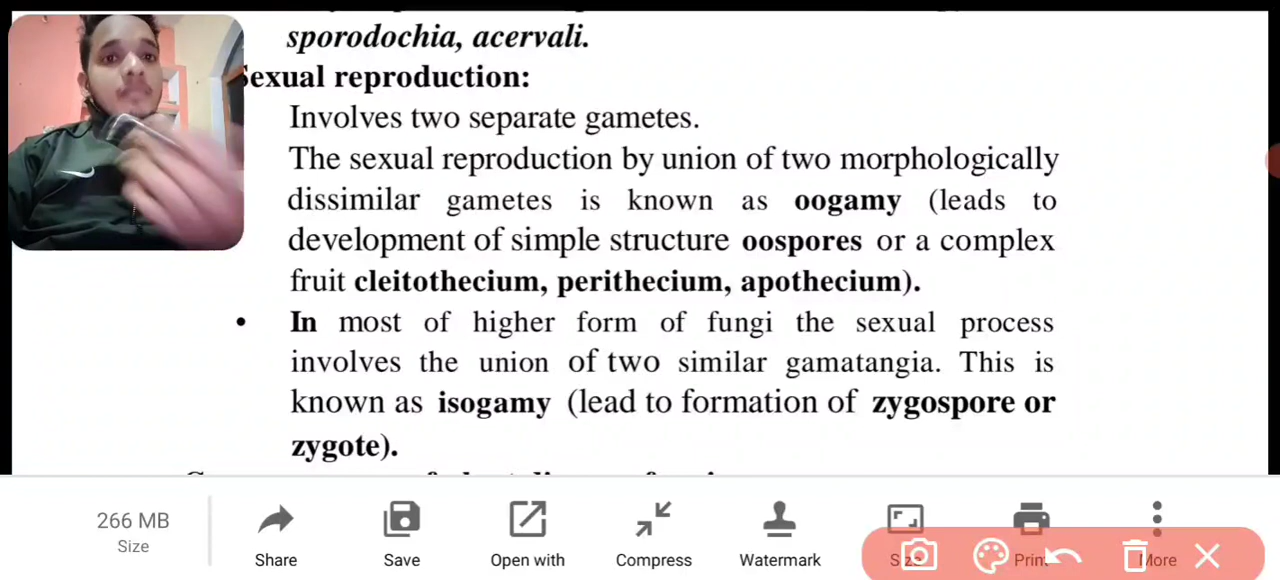 sporodochia, acervali.
Sexual reproduction:
Involves two separate gametes.
The sexual reproduction by union of two morphologically
dissimilar gametes is known as oogamy (leads to
development of simple structure oospores or a complex
fruit cleitothecium, perithecium, apothecium).
• In most of higher form of fungi the sexual process
involves the union of two similar gamatangia. This is
known as isogamy (lead to formation of zygospore or
zygote).
266 MB
Size
Share
Save
Open with
Compress
Watermark
Size
Print
More